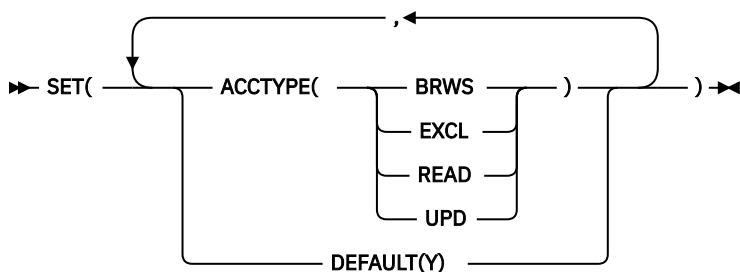 ,
SET( ACCTYPE( BRWS ) )
EXCL
READ
UPD
DEFAULT(Y)